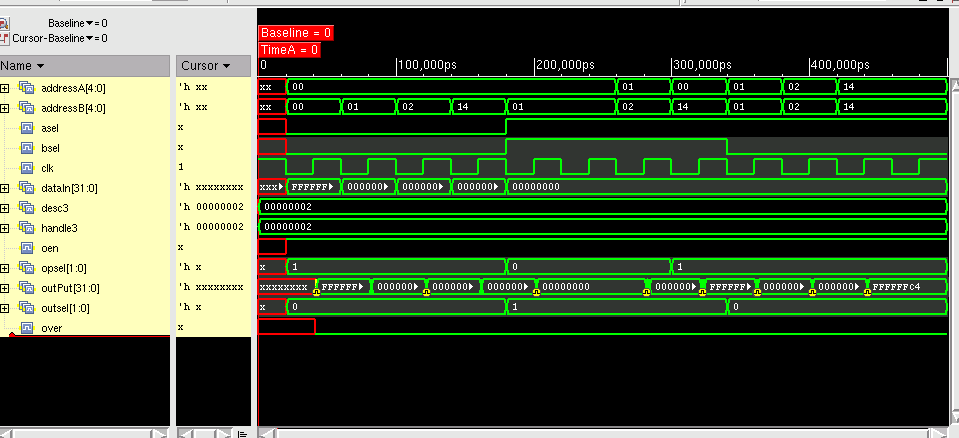 Baseline▼= 0
Cursor-Baseline▼= 0
Baseline = 0
TimeA = 0
Name ▼ Cursor ▼ 0 100,000ps 200,000ps 300,000ps 400,000ps
addressA[4:0] 'h xx xx 00 01 00 01 02 14
addressB[4:0] 'h xx xx 00 01 02 14 01 02 14 01 02 14
asel x
bsel x
clk 1
dataIn[31:0] 'h xxxxxxxx xxx▶ FFFFFF▶ 000000▶ 000000▶ 000000▶ 00000000
desc3 'h 00000002 00000002
handle3 'h 00000002 00000002
oen x
opsel[1:0] 'h x x 1 0 1
outPut[31:0] 'h xxxxxxxx xxxxxxxx FFFFFF▶ 000000▶ 000000▶ 000000▶ 00000000 000000▶ FFFFFF▶ 000000▶ 000000▶ FFFFFFc4
outsel[1:0] 'h x x 0 1 0
over x